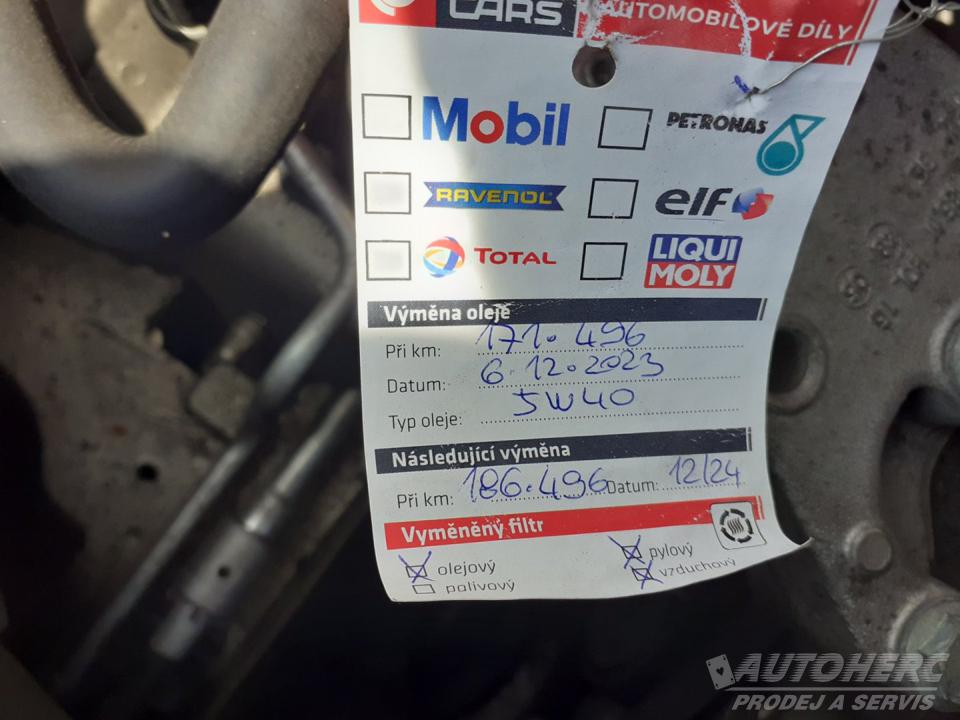 CARS
AUTOMOBILOVÉ DÍLY
Mobil PETRONAS
RAVENOL elf
TOTAL LIQUI MOLY
Výměna oleje
Při km: 171.496
Datum: 6.12.2023
Typ oleje: 5W40
Následující výměna
Při km: 186.496 Datum: 12/24
Vyměněný filtr
olejový pylový
palivový vzduchový
AUTOHERC
PRODEJ A SERVIS